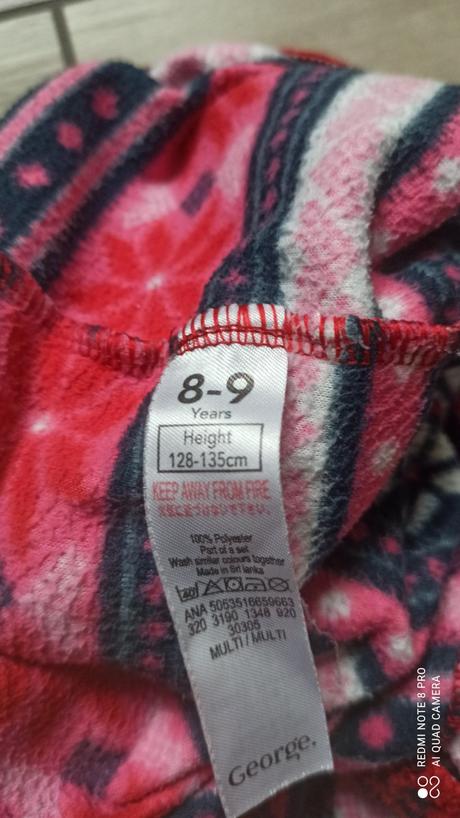 8-9
Years
Height
128-135cm
KEEP AWAY FROM FIRE
100% Polyester
Part of a set
Wash similar colours together
Made in Sri lanka
40
ANA 5053516659663
320 3190 1348 920
30305
MULTI / MULTI
George.
REDMI NOTE 8 PRO
AI QUAD CAMERA